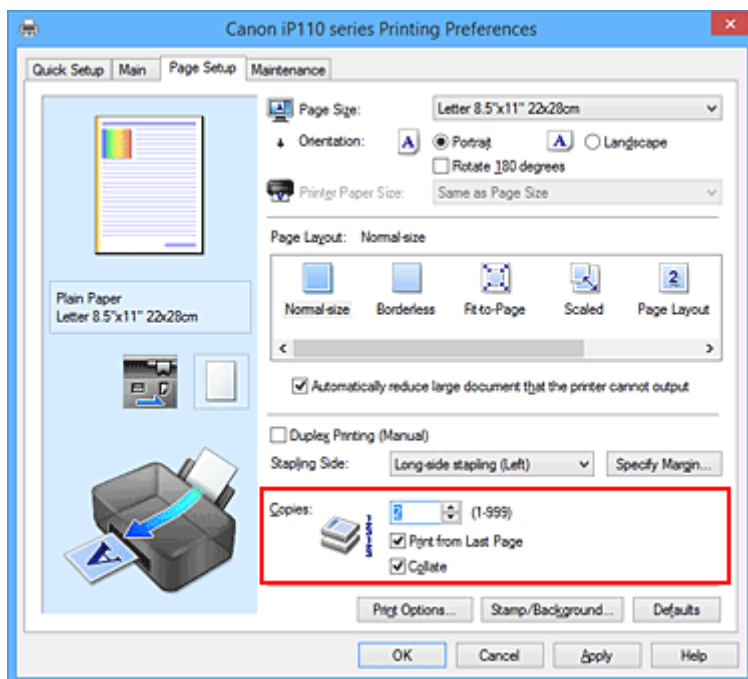 Canon iP110 series Printing Preferences
Quick Setup Main Page Setup Maintenance
Page Size: Letter 8.5"x11" 22x28cm
Orientation: A Portrait A Landscape
Rotate 180 degrees
Printer Paper Size: Same as Page Size
Page Layout: Normal-size
2
Normal-size Borderless Fit-to-Page Scaled Page Layout
Plain Paper
Letter 8.5"x11" 22x28cm
Automatically reduce large document that the printer cannot output
Duplex Printing (Manual)
Stapling Side: Long-side stapling (Left) Specify Margin...
Copies: 2 (1-999)
Print from Last Page
Collate
A
Print Options... Stamp/Background... Defaults
OK Cancel Apply Help